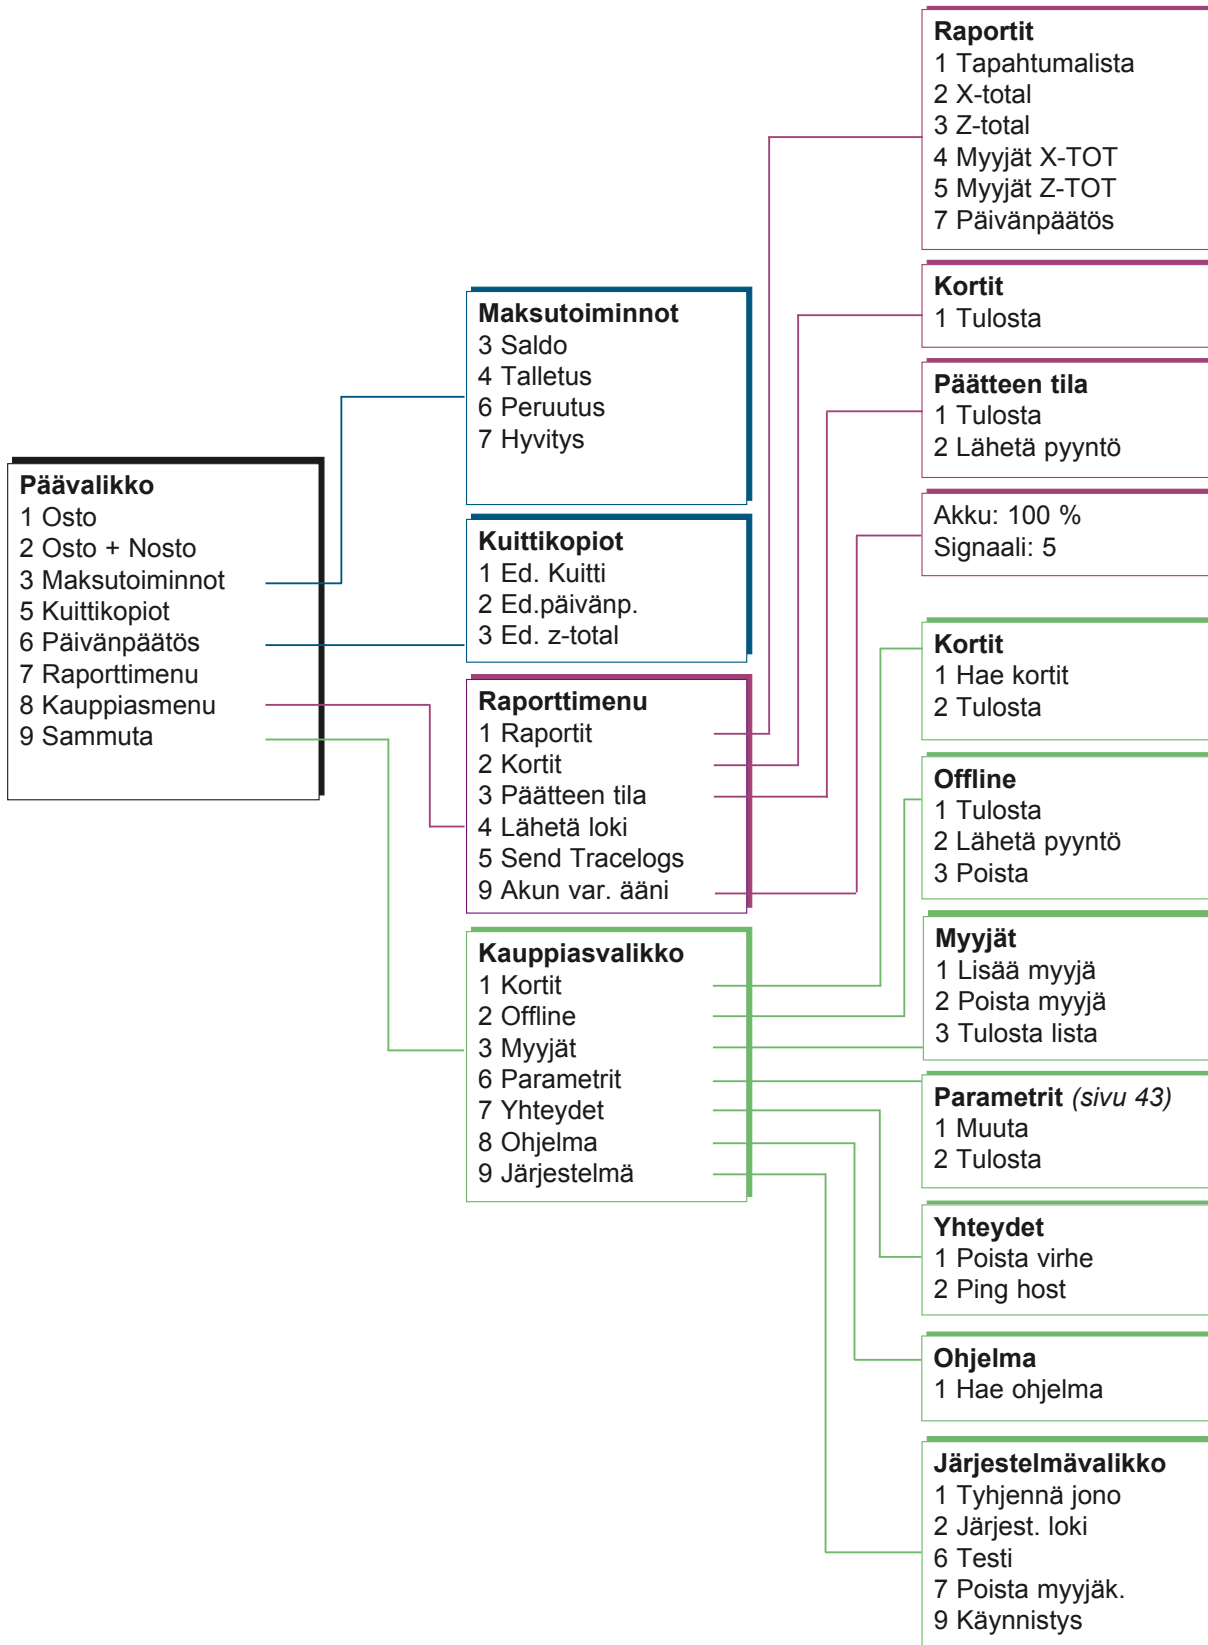 Päävalikko
1 Osto
2 Osto + Nosto
3 Maksutoiminnot
5 Kuittikopiot
6 Päivänpäätös
7 Raporttimenu
8 Kauppiasmenu
9 Sammuta
Maksutoiminnot
3 Saldo
4 Talletus
6 Peruutus
7 Hyvitys
Kuittikopiot
1 Ed. Kuitti
2 Ed.päivänp.
3 Ed. z-total
Raporttimenu
1 Raportit
2 Kortit
3 Päätteen tila
4 Lähetä loki
5 Send Tracelogs
9 Akun var. ääni
Kauppiasvalikko
1 Kortit
2 Offline
3 Myyjät
6 Parametrit
7 Yhteydet
8 Ohjelma
9 Järjestelmä
Raportit
1 Tapahtumalista
2 X-total
3 Z-total
4 Myyjät X-TOT
5 Myyjät Z-TOT
7 Päivänpäätös
Kortit
1 Tulosta
Päätteen tila
1 Tulosta
2 Lähetä pyyntö
Akku: 100 %
Signaali: 5
Kortit
1 Hae kortit
2 Tulosta
Offline
1 Tulosta
2 Lähetä pyyntö
3 Poista
Myyjät
1 Lisää myyjä
2 Poista myyjä
3 Tulosta lista
Parametrit (sivu 43)
1 Muuta
2 Tulosta
Yhteydet
1 Poista virhe
2 Ping host
Ohjelma
1 Hae ohjelma
Järjestelmävalikko
1 Tyhjennä jono
2 Järjest. loki
6 Testi
7 Poista myyjäk.
9 Käynnistys